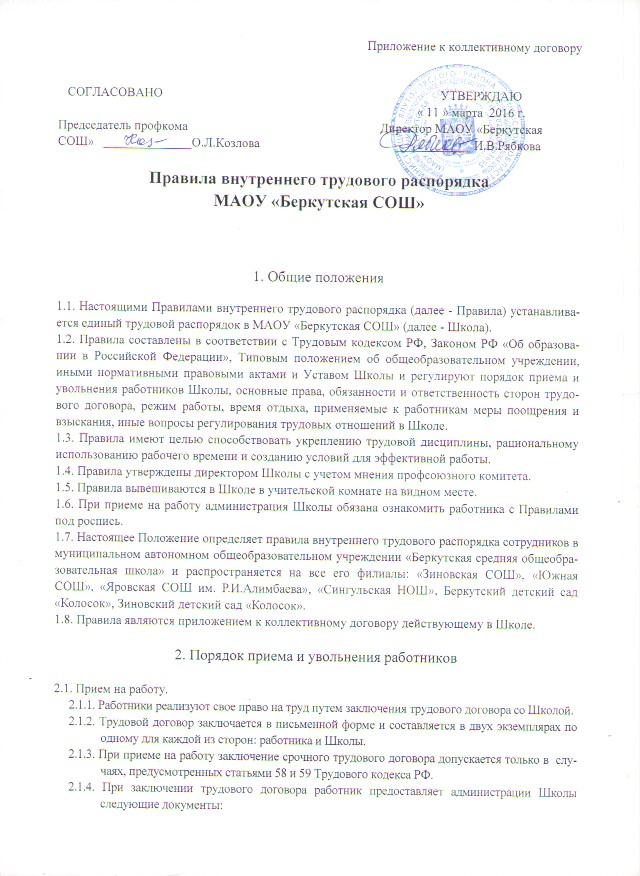 Приложение к коллективному договору
СОГЛАСОВАНО
УТВЕРЖДАЮ
« 11 » марта 2016 г.
Председатель профкома
Директор МАОУ «Беркутская
СОШ» О.Л.Козлова
И.В.Рябкова
Правила внутреннего трудового распорядка
МАОУ «Беркутская СОШ»
1. Общие положения
1.1. Настоящими Правилами внутреннего трудового распорядка (далее - Правила) устанавлива-
ется единый трудовой распорядок в МАОУ «Беркутская СОШ» (далее - Школа).
1.2. Правила составлены в соответствии с Трудовым кодексом РФ, Законом РФ «Об образова-
нии в Российской Федерации», Типовым положением об общеобразовательном учреждении,
иными нормативными правовыми актами и Уставом Школы и регулируют порядок приема и
увольнения работников Школы, основные права, обязанности и ответственность сторон трудо-
вого договора, режим работы, время отдыха, применяемые к работникам меры поощрения и
взыскания, иные вопросы регулирования трудовых отношений в Школе.
1.3. Правила имеют целью способствовать укреплению трудовой дисциплины, рациональному
использованию рабочего времени и созданию условий для эффективной работы.
1.4. Правила утверждены директором Школы с учетом мнения профсоюзного комитета.
1.5. Правила вывешиваются в Школе в учительской комнате на видном месте.
1.6. При приеме на работу администрация Школы обязана ознакомить работника с Правилами
под роспись.
1.7. Настоящее Положение определяет правила внутреннего трудового распорядка сотрудников в
муниципальном автономном общеобразовательном учреждении «Беркутская средняя общеобра-
зовательная школа» и распространяется на все его филиалы: «Зиновская СОШ», «Южная
СОШ», «Яровская СОШ им. Р.И.Алимбаева», «Сингульская НОШ», Беркутский детский сад
«Колосок», Зиновский детский сад «Колосок».
1.8. Правила являются приложением к коллективному договору действующему в Школе.
2. Порядок приема и увольнения работников
2.1. Прием на работу.
2.1.1. Работники реализуют свое право на труд путем заключения трудового договора со Школой.
2.1.2. Трудовой договор заключается в письменной форме и составляется в двух экземплярах по
одному для каждой из сторон: работника и Школы.
2.1.3. При приеме на работу заключение срочного трудового договора допускается только в слу-
чаях, предусмотренных статьями 58 и 59 Трудового кодекса РФ.
2.1.4. При заключении трудового договора работник предоставляет администрации Школы
следующие документы: